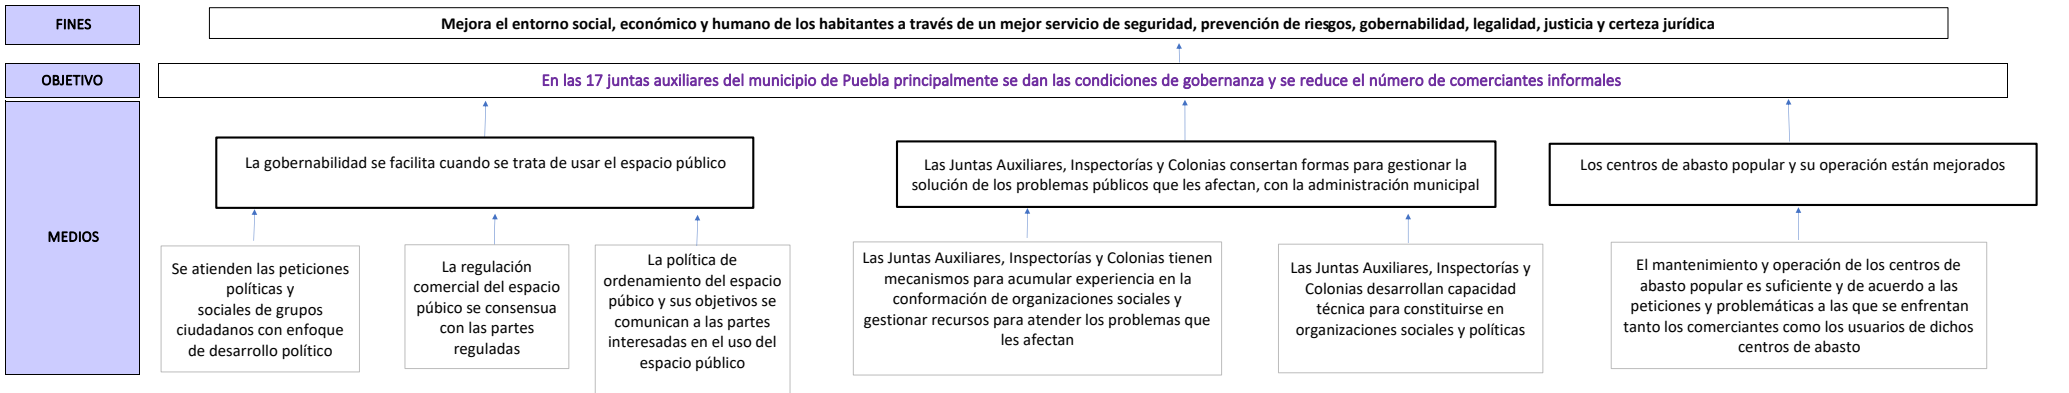 FINES
Mejora el entorno social, económico y humano de los habitantes a través de un mejor servicio de seguridad, prevención de riesgos, gobernabilidad, legalidad, justicia y certeza jurídica
OBJETIVO
En las 17 juntas auxiliares del municipio de Puebla principalmente se dan las condiciones de gobernanza y se reduce el número de comerciantes informales
MEDIOS
La gobernabilidad se facilita cuando se trata de usar el espacio público
Las Juntas Auxiliares, Inspectorías y Colonias consertan formas para gestionar la
solución de los problemas públicos que les afectan, con la administración municipal
Los centros de abasto popular y su operación están mejorados
Se atienden las peticiones
políticas y
sociales de grupos
ciudadanos con enfoque
de desarrollo político
La regulación
comercial del espacio
púbico se consensua
con las partes
reguladas
La política de
ordenamiento del espacio
púbico y sus objetivos se
comunican a las partes
interesadas en el uso del
espacio público
Las Juntas Auxiliares, Inspectorías y Colonias tienen
mecanismos para acumular experiencia en la
conformación de organizaciones sociales y
gestionar recursos para atender los problemas que
les afectan
Las Juntas Auxiliares, Inspectorías y
Colonias desarrollan capacidad
técnica para constituirse en
organizaciones sociales y políticas
El mantenimiento y operación de los centros de
abasto popular es suficiente y de acuerdo a las
peticiones y problemáticas a las que se enfrentan
tanto los comerciantes como los usuarios de dichos
centros de abasto